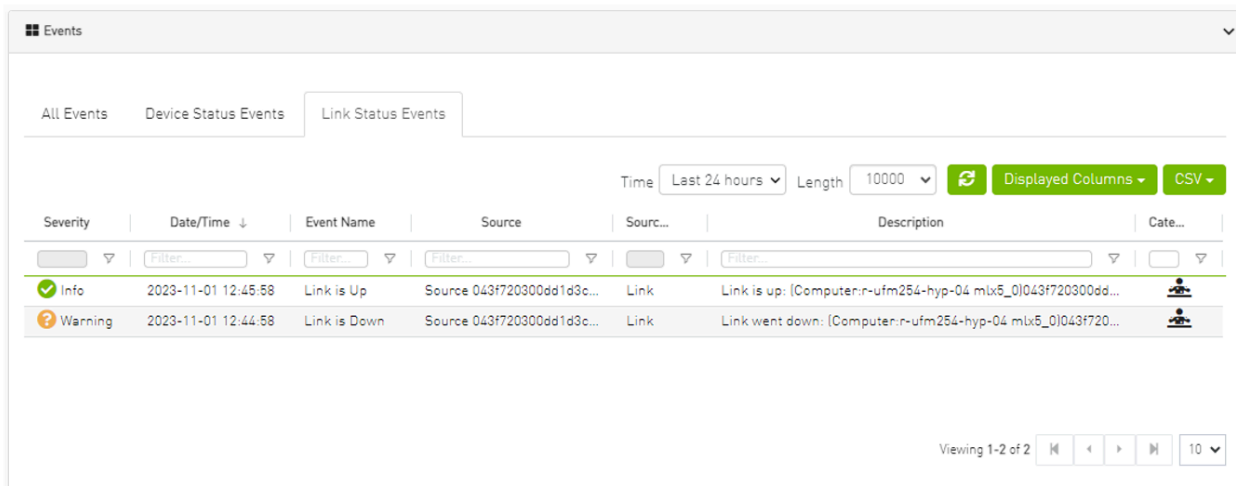 Events
All Events Device Status Events Link Status Events
Time Last 24 hours Length 10000 Displayed Columns CSV
Severity Date/Time ↓ Event Name Source Sourc... Description Cate...
Filter... Filter... Filter... Filter...
Info 2023-11-01 12:45:58 Link is Up Source 043f720300dd1d3c... Link Link is up: (Computer:r-ufm254-hyp-04 mlx5_0)043f720300dd...
Warning 2023-11-01 12:44:58 Link is Down Source 043f720300dd1d3c... Link Link went down: (Computer:r-ufm254-hyp-04 mlx5_0)043f720...
Viewing 1-2 of 2 10